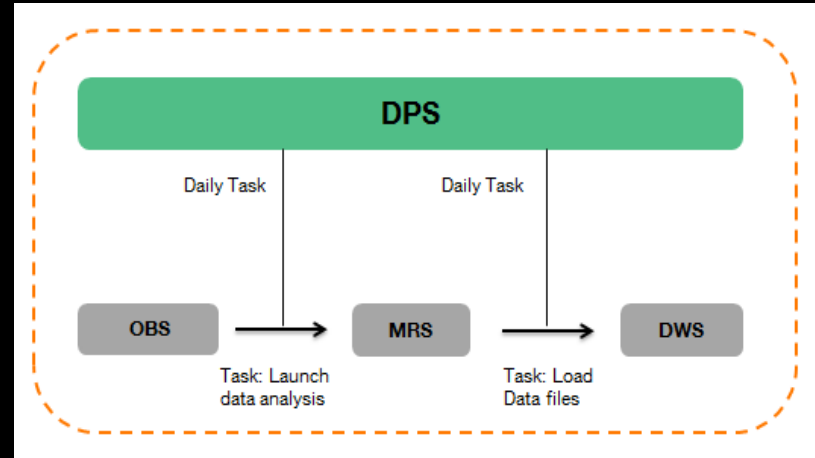 DPS
Daily Task
Daily Task
OBS
MRS
DWS
Task: Launch
data analysis
Task: Load
Data files